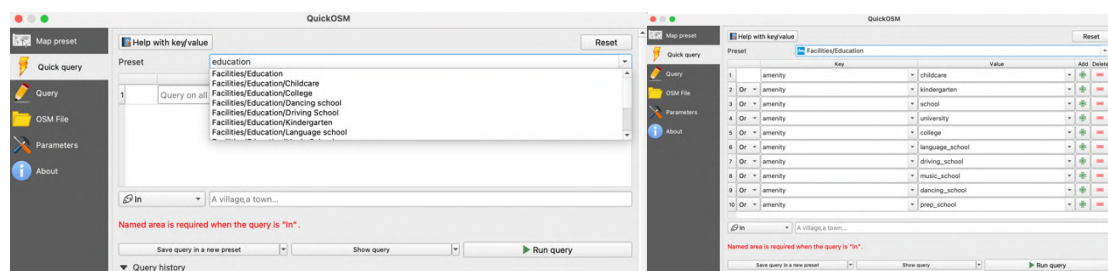 QuickOSM
Map preset
Quick query
Query
OSM File
Parameters
About
Help with key/value
Reset
Preset
education
Facilities/Education
Facilities/Education/Childcare
Facilities/Education/College
Facilities/Education/Dancing school
Facilities/Education/Driving School
Facilities/Education/Kindergarten
Facilities/Education/Language school
1 Query on all
In A village,a town...
Named area is required when the query is "In".
Save query in a new preset Show query Run query
Query history
QuickOSM
Map preset
Quick query
Query
OSM File
Parameters
About
Help with key/value
Reset
Preset Facilities/Education
Key Value Add Delete
1 amenity childcare
2 Or amenity kindergarten
3 Or amenity school
4 Or amenity university
5 Or amenity college
6 Or amenity language_school
7 Or amenity driving_school
8 Or amenity music_school
9 Or amenity dancing_school
10 Or amenity prep_school
In A village,a town...
Named area is required when the query is "In".
Save query in a new preset Show query Run query